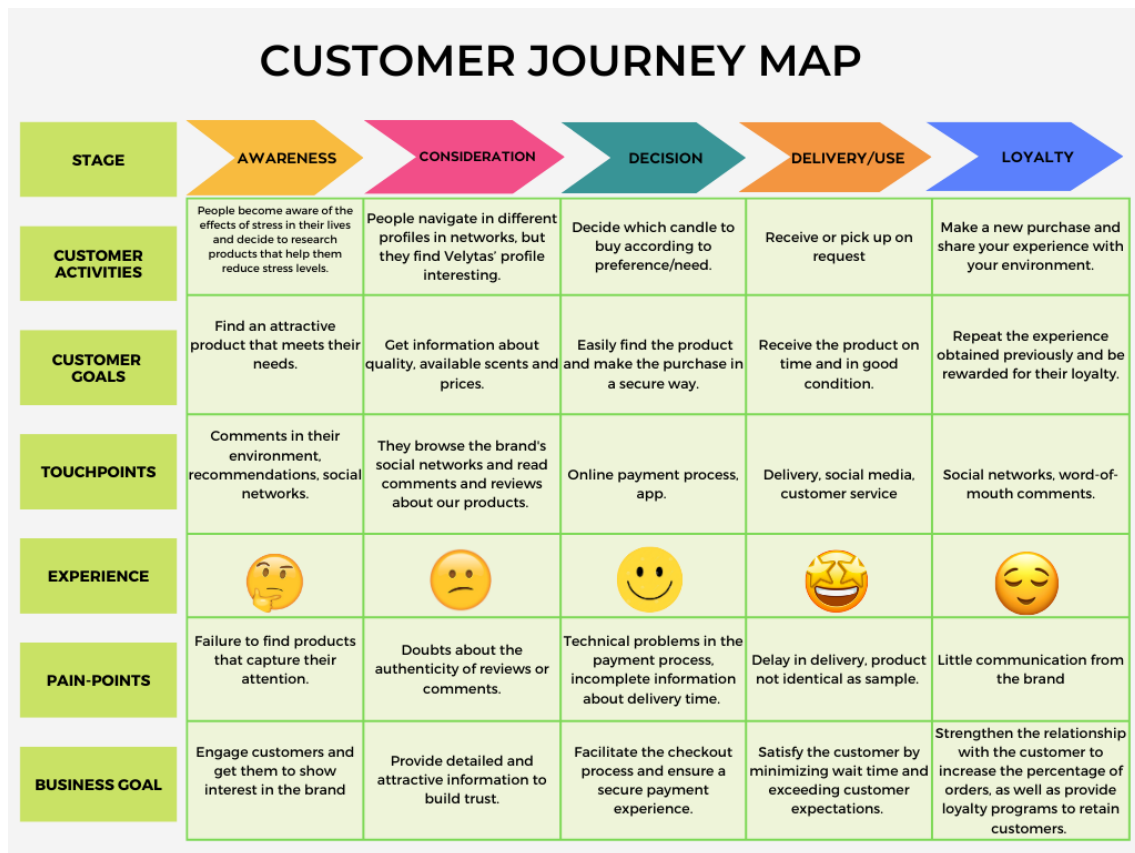 CUSTOMER JOURNEY MAP
STAGE
AWARENESS
CONSIDERATION
DECISION
DELIVERY/USE
LOYALTY
CUSTOMER
ACTIVITIES
People become aware of the
effects of stress in their lives
and decide to research
products that help them
reduce stress levels.
People navigate in different
profiles in networks, but
they find Velytas’ profile
interesting.
Decide which candle to
buy according to
preference/need.
Receive or pick up on
request
Make a new purchase and
share your experience with
your environment.
CUSTOMER
GOALS
Find an attractive
product that meets their
needs.
Get information about
quality, available scents and
prices.
Easily find the product
and make the purchase in
a secure way.
Receive the product on
time and in good
condition.
Repeat the experience
obtained previously and be
rewarded for their loyalty.
TOUCHPOINTS
Comments in their
environment,
recommendations, social
networks.
They browse the brand's
social networks and read
comments and reviews
about our products.
Online payment process,
app.
Delivery, social media,
customer service
Social networks, word-of-
mouth comments.
EXPERIENCE
PAIN-POINTS
Failure to find products
that capture their
attention.
Doubts about the
authenticity of reviews or
comments.
Technical problems in the
payment process,
incomplete information
about delivery time.
Delay in delivery, product
not identical as sample.
Little communication from
the brand
BUSINESS GOAL
Engage customers and
get them to show
interest in the brand
Provide detailed and
attractive information to
build trust.
Facilitate the checkout
process and ensure a
secure payment
experience.
Satisfy the customer by
minimizing wait time and
exceeding customer
expectations.
Strengthen the relationship
with the customer to
increase the percentage of
orders, as well as provide
loyalty programs to retain
customers.